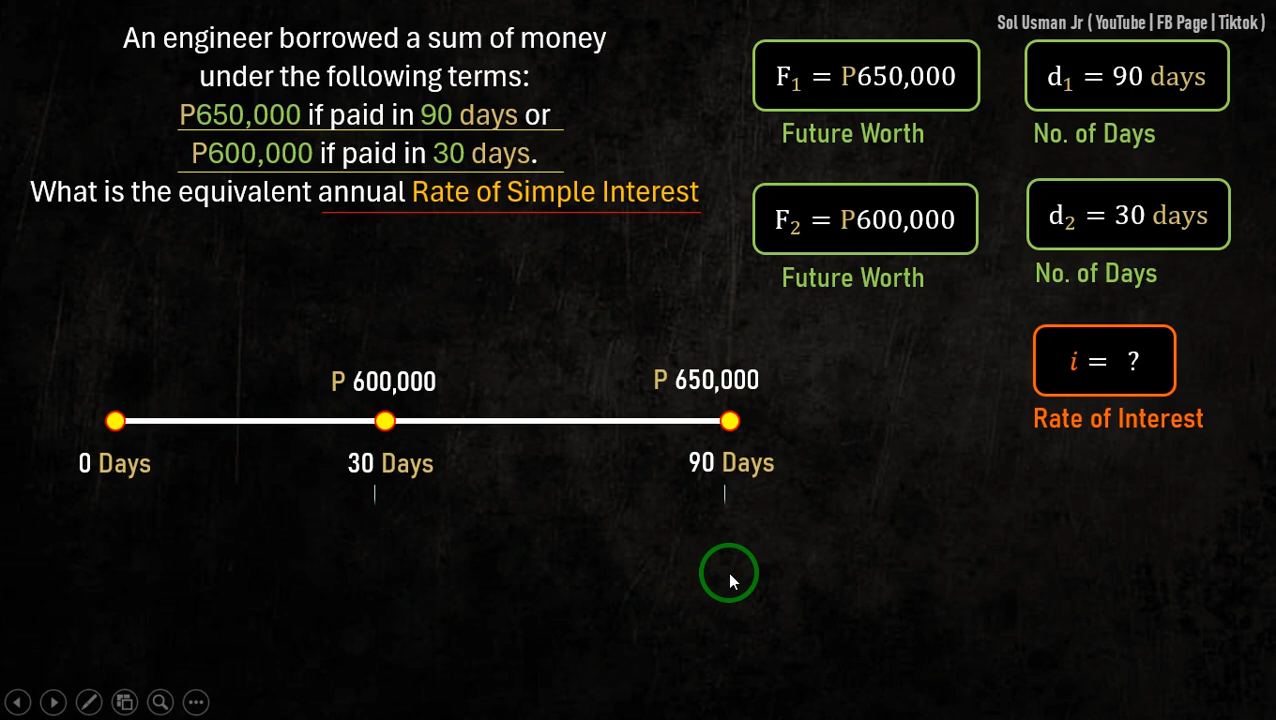 Sol Usman Jr ( YouTube | FB Page | Tiktok )
An engineer borrowed a sum of money
under the following terms:
P650,000 if paid in 90 days or
P600,000 if paid in 30 days.
What is the equivalent annual Rate of Simple Interest
F₁ = P650,000
Future Worth
d₁ = 90 days
No. of Days
F₂ = P600,000
Future Worth
d₂ = 30 days
No. of Days
i = ?
Rate of Interest
P 600,000
P 650,000
0 Days
30 Days
90 Days